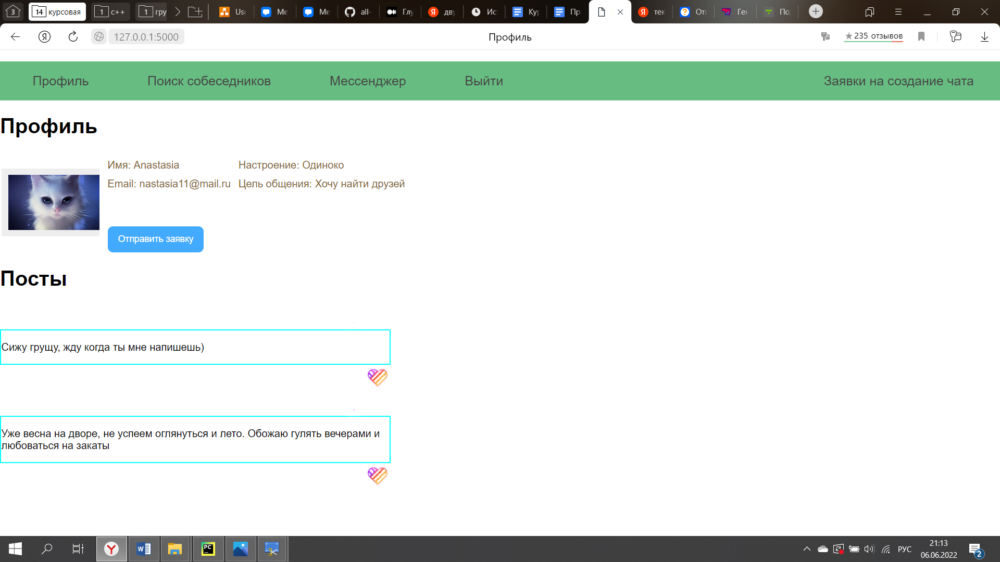 3
14 курсовая
1 c++
1 гру
Use
Ме
Ме
all-
Глу
дву
Ис
Ку
Пр
тек
От
Ген
По
127.0.0.1:5000
Профиль
235 отзывов
Профиль
Поиск собеседников
Мессенджер
Выйти
Заявки на создание чата
Профиль
Имя: Anastasia
Настроение: Одиноко
Email: nastasia11@mail.ru
Цель общения: Хочу найти друзей
Отправить заявку
Посты
Сижу грущу, жду когда ты мне напишешь)
Уже весна на дворе, не успеем оглянуться и лето. Обожаю гулять вечерами и
любоваться на закаты
РУС
21:13
06.06.2022
2